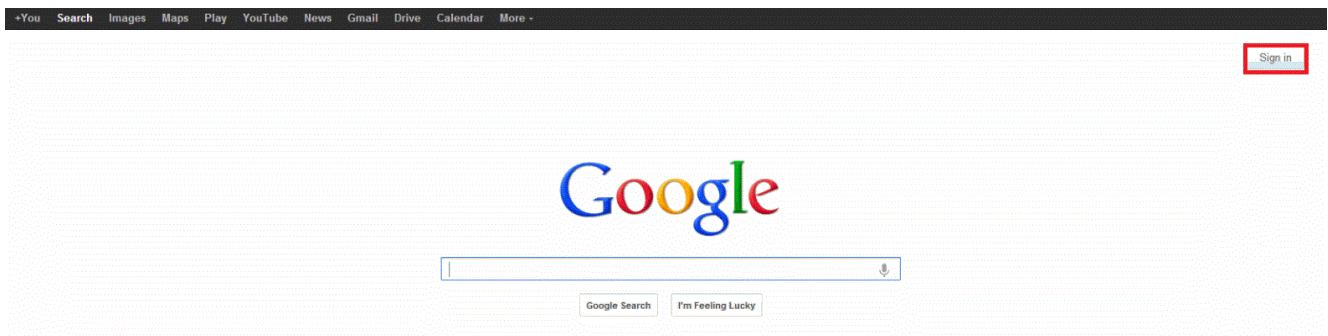 +You Search Images Maps Play YouTube News Gmail Drive Calendar More
Sign in
Google
Google Search I'm Feeling Lucky